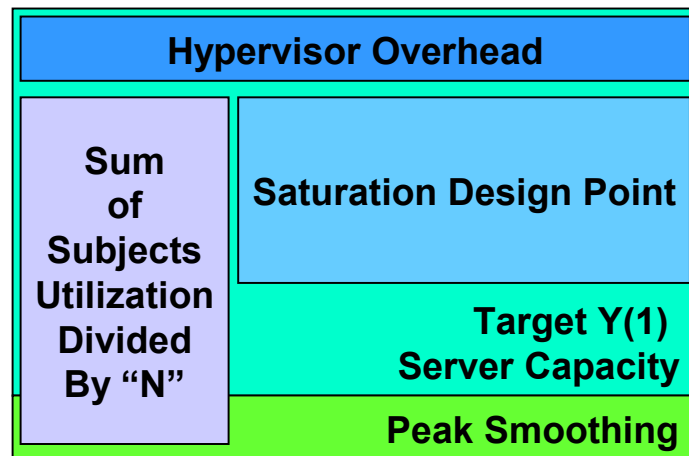 Hypervisor Overhead
Sum
of
Subjects
Utilization
Divided
By “N”
Saturation Design Point
Target Y(1)
Server Capacity
Peak Smoothing